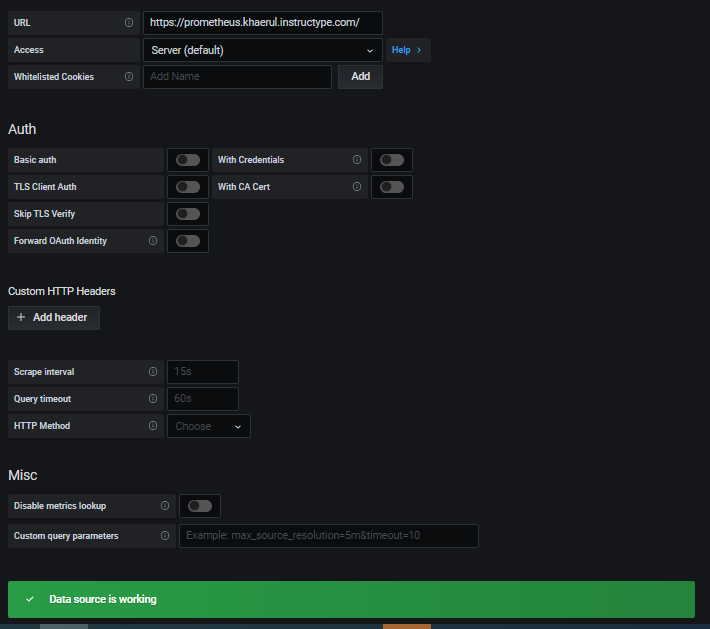 URL https://prometheus.khaerul.instructype.com/
Access Server (default) Help >
Whitelisted Cookies Add Name Add
Auth
Basic auth With Credentials
TLS Client Auth With CA Cert
Skip TLS Verify
Forward OAuth Identity
Custom HTTP Headers
+ Add header
Scrape interval 15s
Query timeout 60s
HTTP Method Choose
Misc
Disable metrics lookup
Custom query parameters Example: max_source_resolution=5m&timeout=10
Data source is working